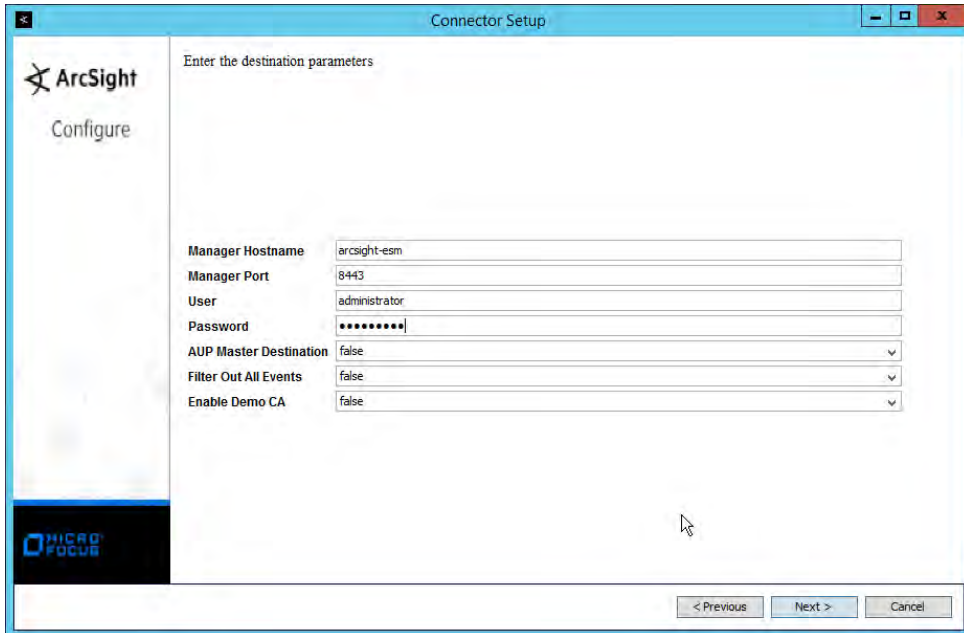 Connector Setup
ArcSight
Configure
Enter the destination parameters
Manager Hostname arcsight-esm
Manager Port 8443
User administrator
Password •••••••••
AUP Master Destination false
Filter Out All Events false
Enable Demo CA false
MICRO
FOCUS
< Previous Next > Cancel